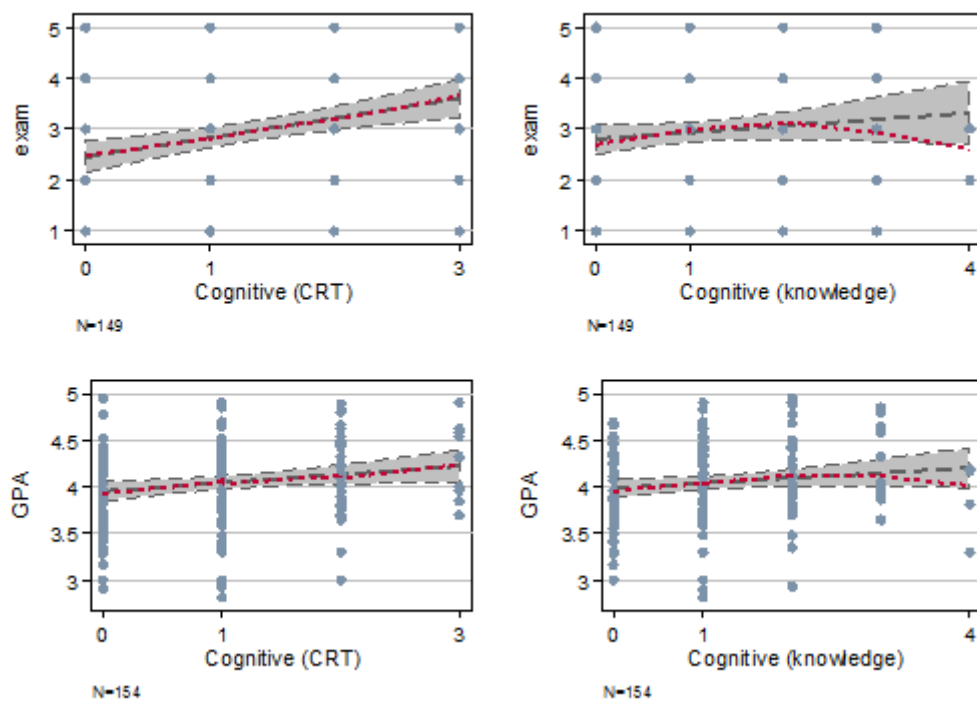 5
4
3
2
1
exam
0 1 3
Cognitive (CRT)
N=149
5
4
3
2
1
exam
0 1 4
Cognitive (knowledge)
N=149
5
4.5
4
3.5
3
GPA
0 1 3
Cognitive (CRT)
N=154
5
4.5
4
3.5
3
GPA
0 1 4
Cognitive (knowledge)
N=154